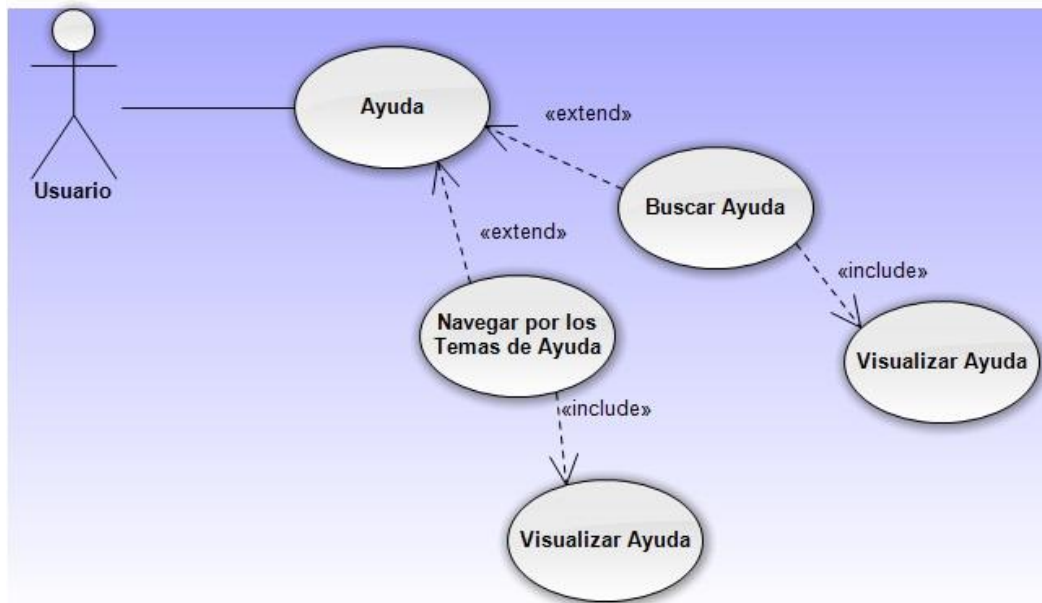 Ayuda
«extend»
Usuario
Buscar Ayuda
«extend»
«include»
Navegar por los
Temas de Ayuda
Visualizar Ayuda
«include»
Visualizar Ayuda